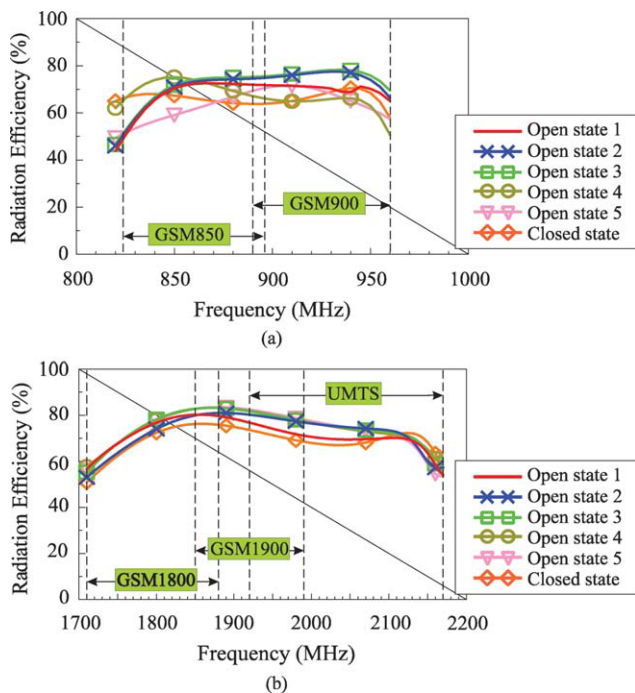 100
80
60
40
20
0
Radiation Efficiency (%)
GSM850
GSM900
800 850 900 950 1000
Frequency (MHz)
Open state 1
Open state 2
Open state 3
Open state 4
Open state 5
Closed state
(a)
100
80
60
40
20
0
Radiation Efficiency (%)
UMTS
GSM1900
GSM1800
1700 1800 1900 2000 2100 2200
Frequency (MHz)
Open state 1
Open state 2
Open state 3
Open state 4
Open state 5
Closed state
(b)